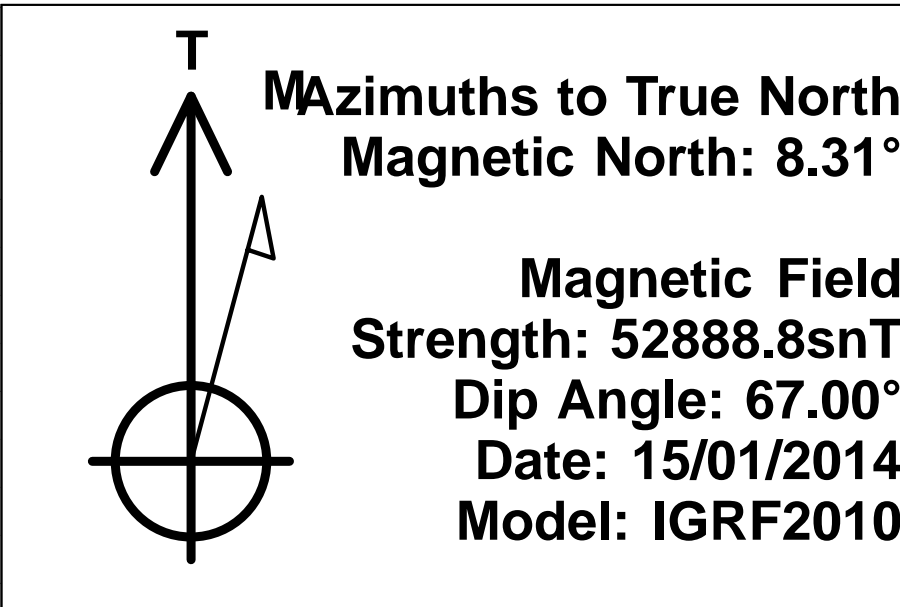 T
M
Azimuths to True North
Magnetic North: 8.31°
Magnetic Field
Strength: 52888.8snT
Dip Angle: 67.00°
Date: 15/01/2014
Model: IGRF2010